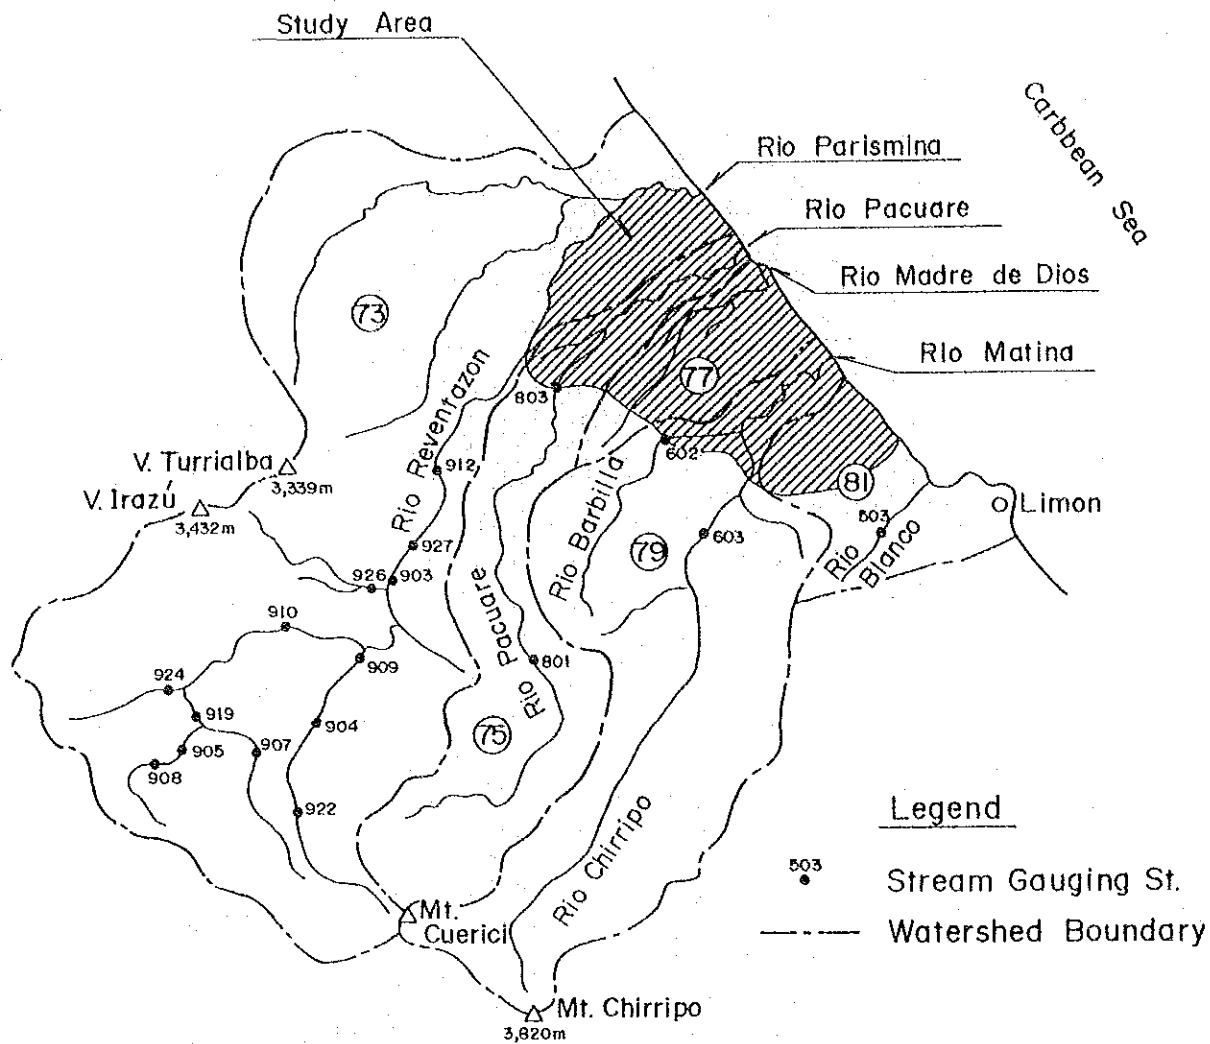 Study Area
Carbbean Sea
Rio Parismina
Rio Pacuare
Rio Madre de Dios
Rio Matina
73
77
803
Rio Reventazon
V. Turrialba
3,339m
912
602
V. Irazú
3,432m
81
Limon
503
Rio Blanco
Rio Barbilla
603
927
79
926
903
910
909
Rio Pacuare
801
924
919
904
75
905
907
908
922
Rio Chirripo
Mt. Cuerici
Mt. Chirripo
3,820m
Legend
503
Stream Gauging St.
Watershed Boundary